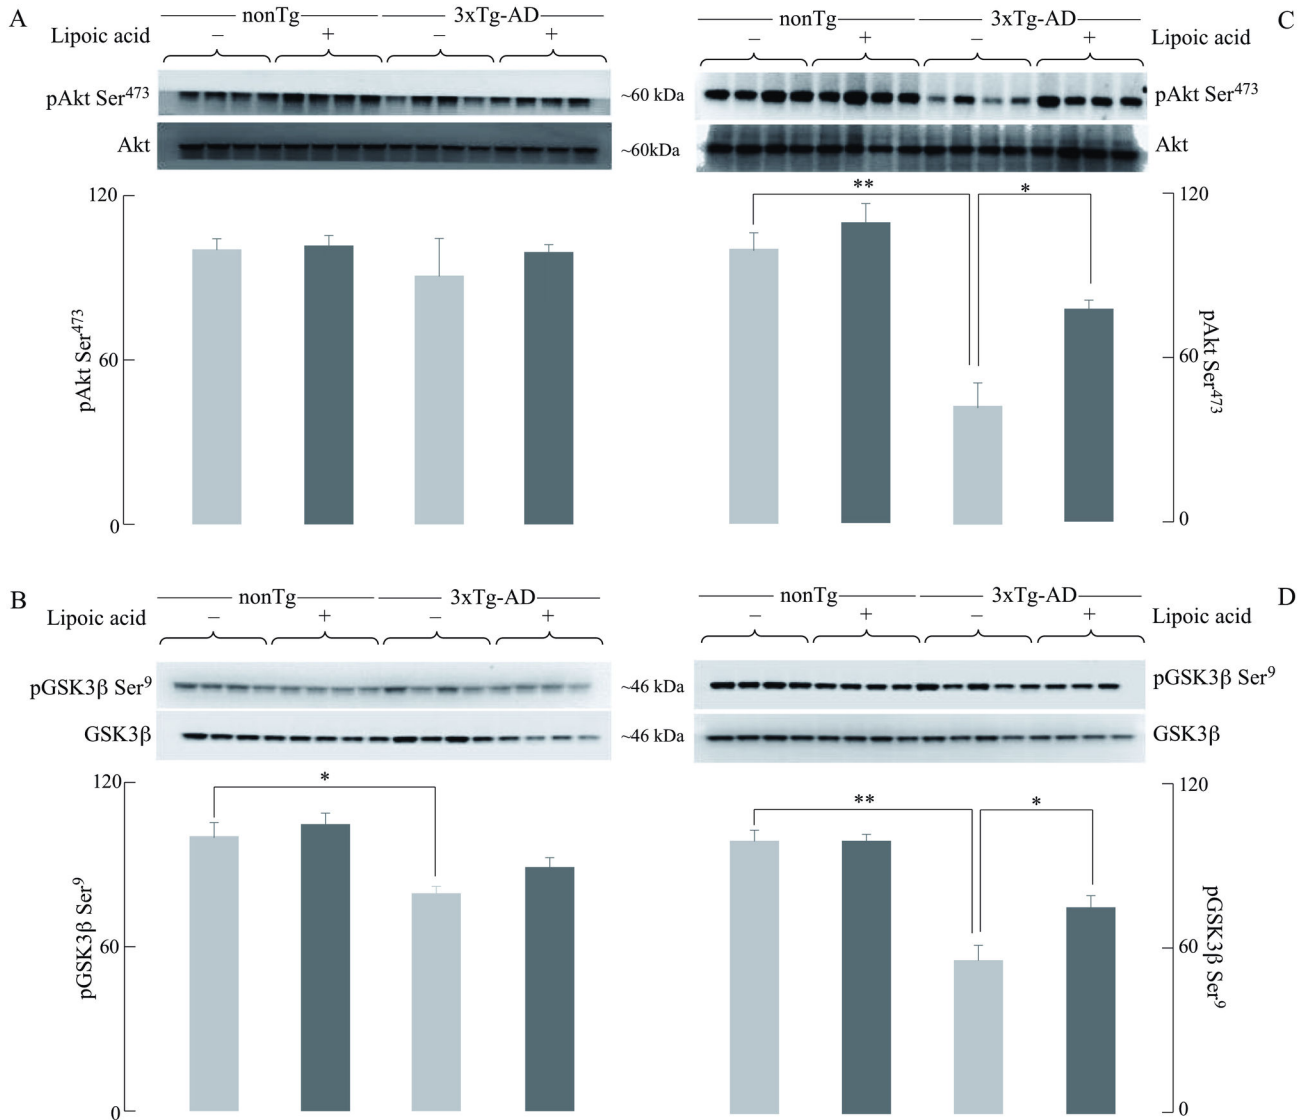 A
nonTg
3xTg-AD
Lipoic acid
– + – +
pAkt Ser473
~60 kDa
Akt
~60kDa
120
60
0
pAkt Ser473
nonTg
3xTg-AD
C
– + – +
Lipoic acid
pAkt Ser473
Akt
**
*
120
60
0
pAkt Ser473
B
nonTg
3xTg-AD
Lipoic acid
– + – +
pGSK3β Ser9
~46 kDa
GSK3β
~46 kDa
120
*
60
0
pGSK3β Ser9
nonTg
3xTg-AD
D
– + – +
Lipoic acid
pGSK3β Ser9
GSK3β
**
*
120
60
0
pGSK3β Ser9